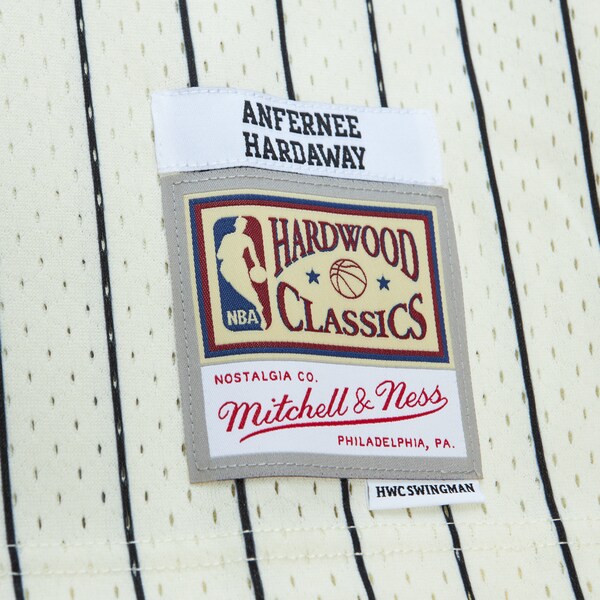 ANFERNEE
HARDAWAY
HARDWOOD
CLASSICS
NBA
NOSTALGIA CO.
Mitchell & Ness
PHILADELPHIA, PA.
HWC SWINGMAN